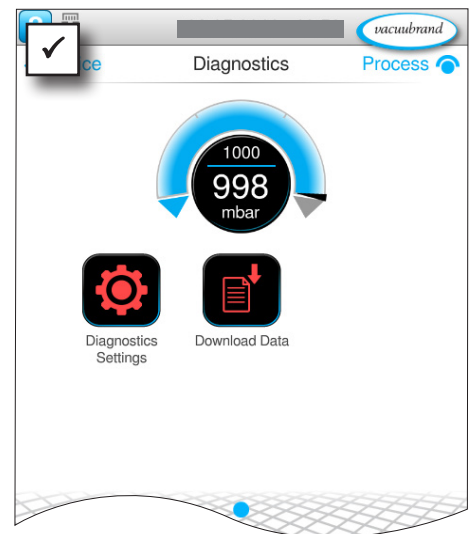 vacuubrand
ce
Diagnostics
Process
1000
998
mbar
Diagnostics
Settings
Download Data